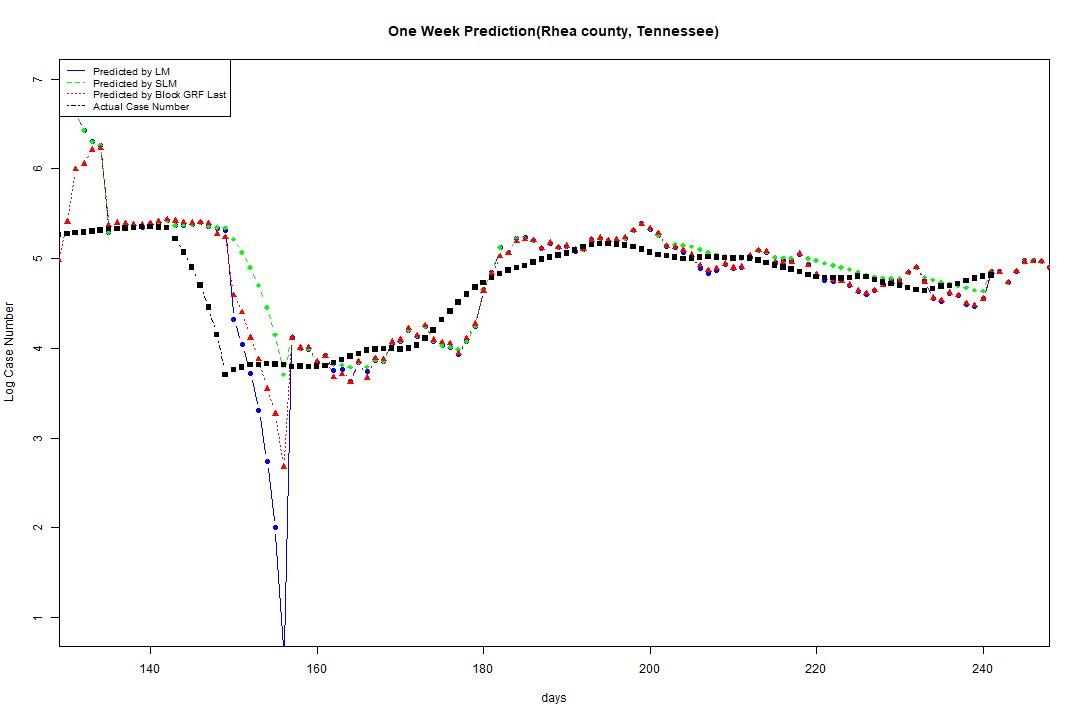 One Week Prediction(Rhea county, Tennessee)
Predicted by LM
Predicted by SLM
Predicted by Block GRF Last
Actual Case Number
7
6
5
4
3
2
1
Log Case Number
140 160 180 200 220 240
days